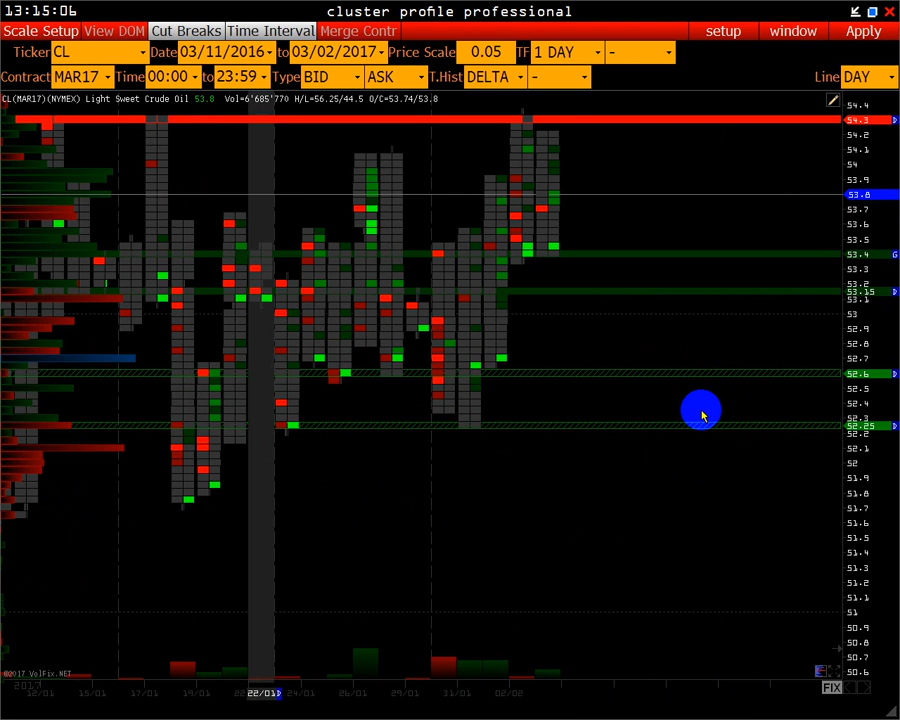 13:15:06 cluster profile professional
Scale Setup View DOM Cut Breaks Time Interval Merge Contr setup window Apply
Ticker CL Date 03/11/2016 to 03/02/2017 Price Scale 0.05 TF 1 DAY -
Contract MAR17 Time 00:00 to 23:59 Type BID ASK T.Hist DELTA - Line DAY
CL(MAR17)(NYMEX) Light Sweet Crude Oil 53.8 Vol=6'685'770 H/L=56.25/44.5 O/C=53.74/53.8
54.4
54.3 D
54.2
54.1
54
53.9
53.8
53.7
53.6
53.5
53.4 G
53.3
53.2
53.15 D
53.1
53
52.9
52.8
52.7
52.6 D
52.5
52.4
52.3
52.25 D
52.2
52.1
52
51.9
51.8
51.7
51.6
51.5
51.4
51.3
51.2
51.1
51
50.9
50.8
50.7
50.6
©2017 VolFix.NET
FIX
2017
12/01 15/01 17/01 19/01 22/01 D 24/01 26/01 29/01 02/02